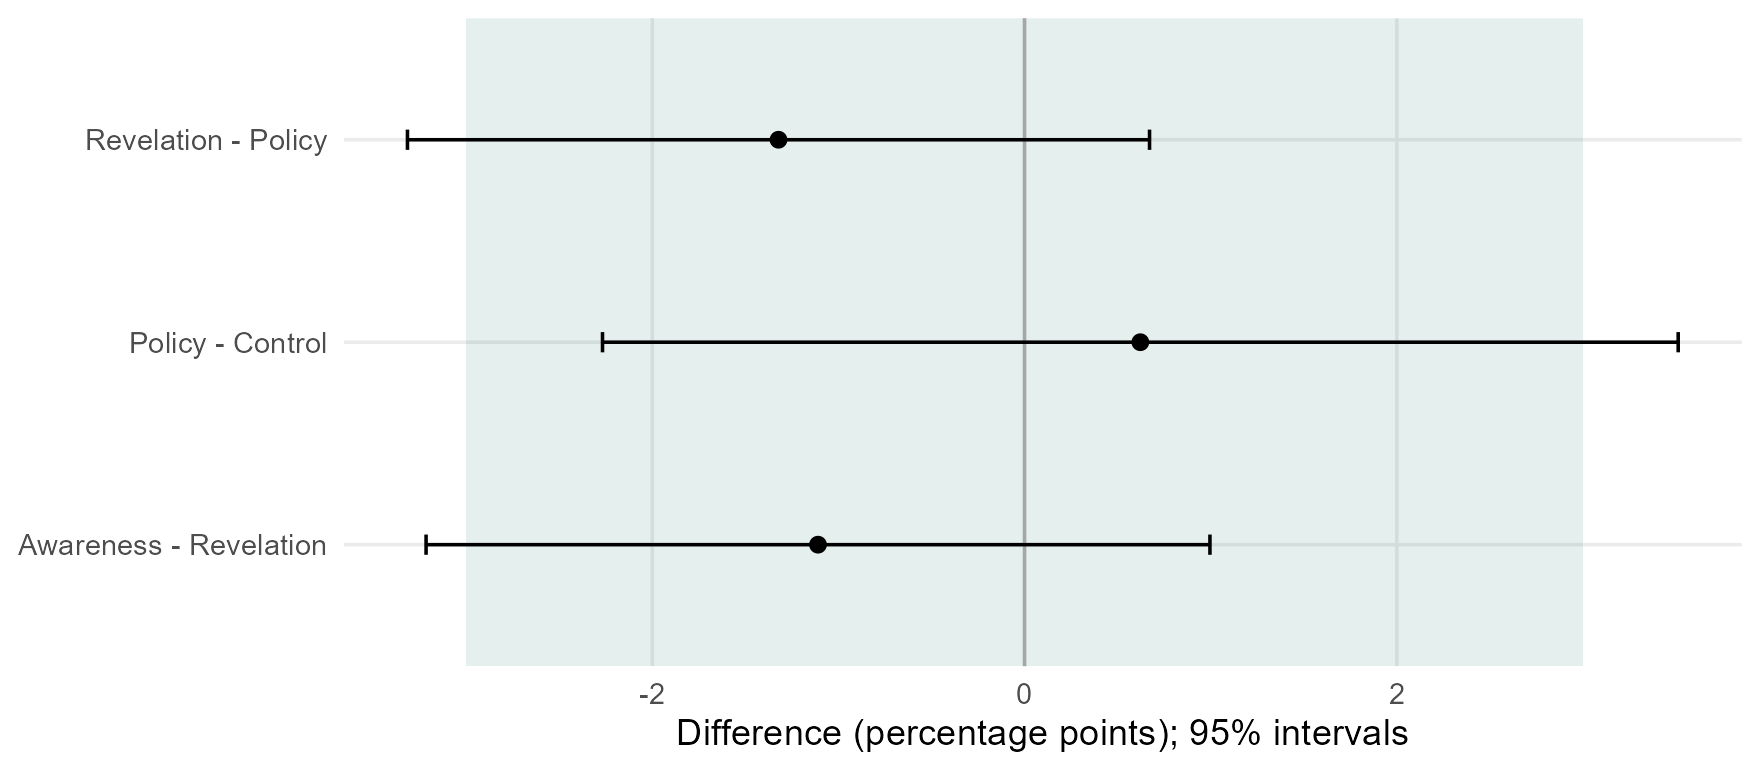 Revelation - Policy
Policy - Control
Awareness - Revelation
-2 0 2
Difference (percentage points); 95% intervals